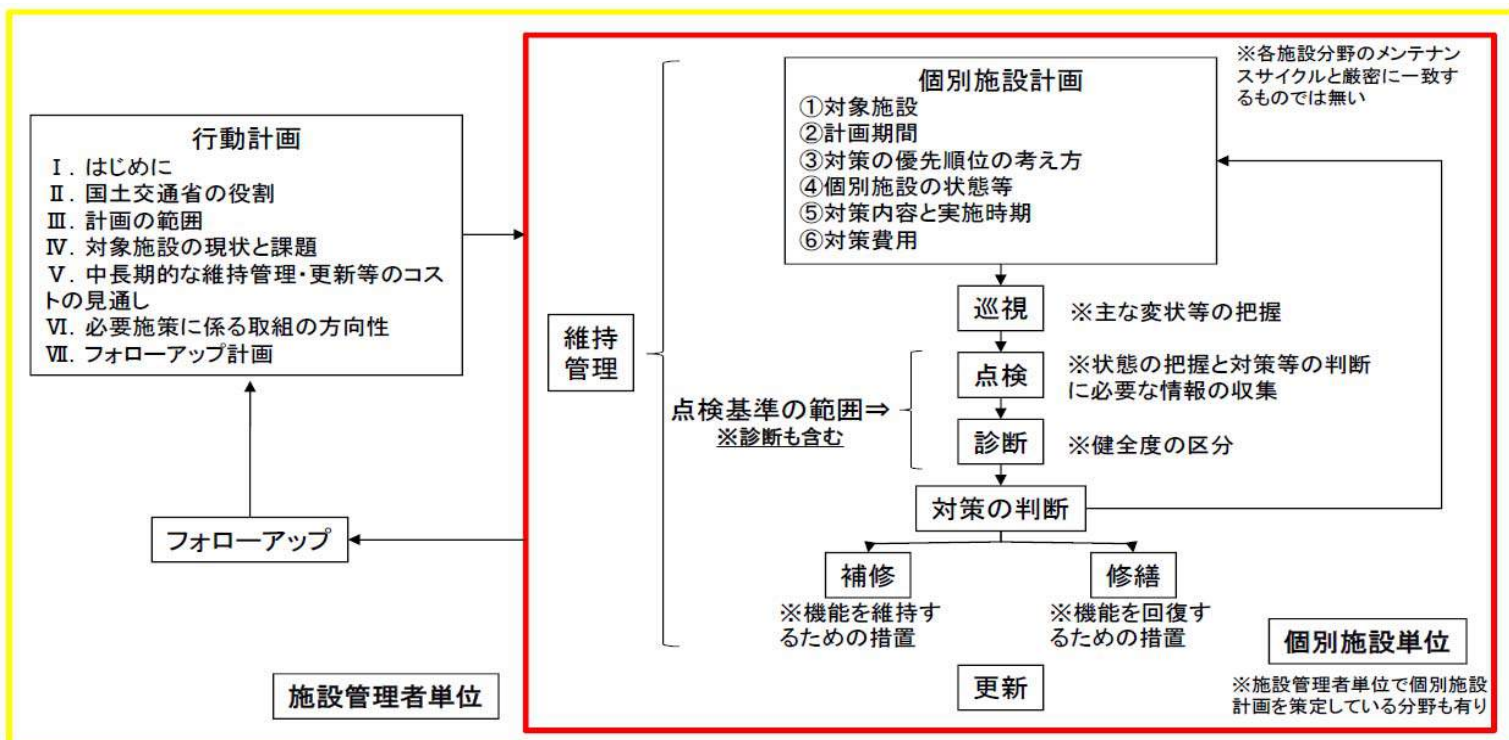 行動計画
Ⅰ．はじめに
Ⅱ．国土交通省の役割
Ⅲ．計画の範囲
Ⅳ．対象施設の現状と課題
Ⅴ．中長期的な維持管理・更新等のコス
トの見通し
Ⅵ．必要施策に係る取組の方向性
Ⅶ．フォローアップ計画
フォローアップ
施設管理者単位
維持
管理
個別施設計画
①対象施設
②計画期間
③対策の優先順位の考え方
④個別施設の状態等
⑤対策内容と実施時期
⑥対策費用
※各施設分野のメンテナン
スサイクルと厳密に一致す
るものでは無い
巡視
※主な変状等の把握
点検基準の範囲⇒
※診断も含む
点検
※状態の把握と対策等の判断
に必要な情報の収集
診断
※健全度の区分
対策の判断
補修
※機能を維持す
るための措置
修繕
※機能を回復す
るための措置
更新
個別施設単位
※施設管理者単位で個別施設
計画を策定している分野も有り